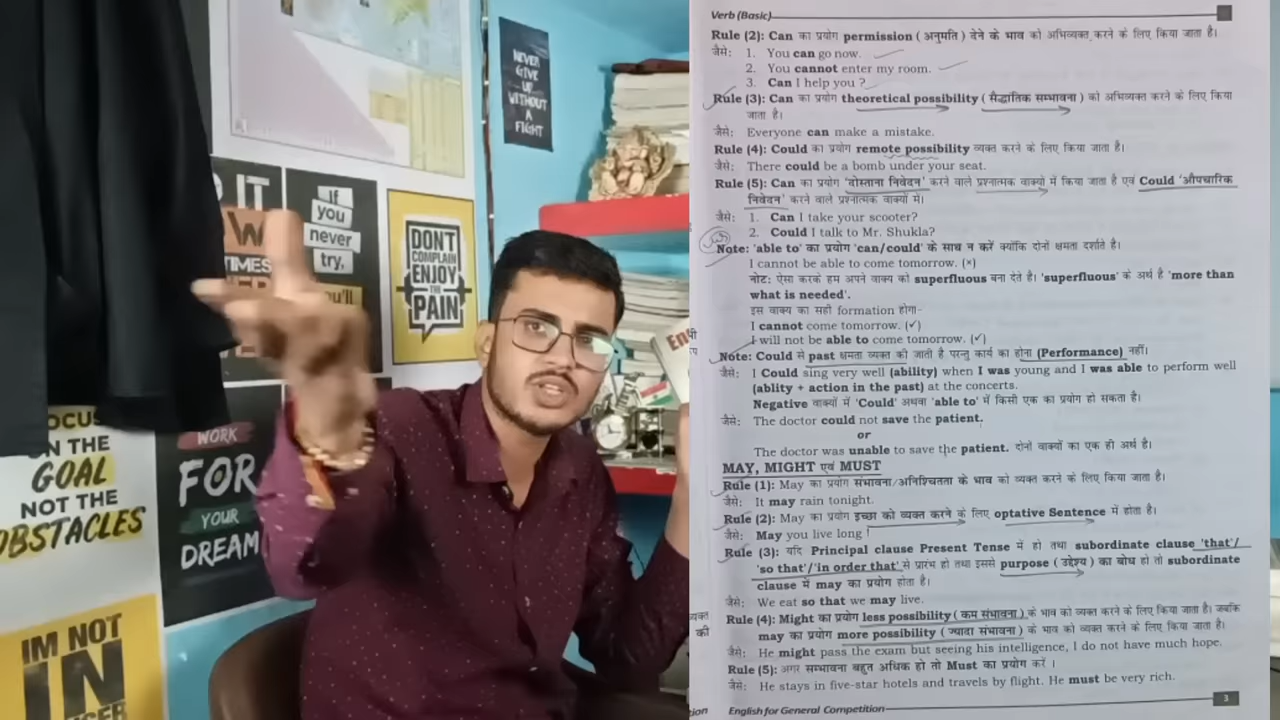 NEVER
GIVE
UP
WITHOUT
A
FIGHT
IT
W
TIMES
If
you
never
try,
you'll
DON'T
COMPLAIN
ENJOY
THE
PAIN
FOCUS
ON THE
GOAL
NOT THE
OBSTACLES
WORK
FOR
YOUR
DREAM
IM NOT
IN
Verb (Basic)
Rule (2): Can का प्रयोग permission ( अनुमति ) देने के भाव को अभिव्यक्त करने के लिए किया जाता है।
जैसे: 1. You can go now.
2. You cannot enter my room.
3. Can I help you ?
Rule (3): Can का प्रयोग theoretical possibility ( सैद्धांतिक सम्भावना ) को अभिव्यक्त करने के लिए किया
जाता है।
जैसे: Everyone can make a mistake.
Rule (4): Could का प्रयोग remote possibility व्यक्त करने के लिए किया जाता है।
जैसे: There could be a bomb under your seat.
Rule (5): Can का प्रयोग 'दोस्ताना निवेदन' करने वाले प्रश्नात्मक वाक्यों में किया जाता है एवं Could 'औपचारिक
निवेदन' करने वाले प्रश्नात्मक वाक्यों में।
जैसे: 1. Can I take your scooter?
2. Could I talk to Mr. Shukla?
Note: 'able to' का प्रयोग 'can/could' के साथ न करें क्योंकि दोनों क्षमता दर्शाते है।
I cannot be able to come tomorrow. (×)
नोट: ऐसा करके हम अपने वाक्य को superfluous बना देते है। 'superfluous' के अर्थ है 'more than
what is needed'.
इस वाक्य का सही formation होगा-
I cannot come tomorrow. (✓)
I will not be able to come tomorrow. (✓)
Note: Could से past क्षमता व्यक्त की जाती है परन्तु कार्य का होना (Performance) नहीं।
जैसे: I Could sing very well (ability) when I was young and I was able to perform well
(ablity + action in the past) at the concerts.
Negative वाक्यों में 'Could' अथवा 'able to' में किसी एक का प्रयोग हो सकता है।
जैसे: The doctor could not save the patient.
or
The doctor was unable to save the patient. दोनों वाक्यों का एक ही अर्थ है।
MAY, MIGHT एवं MUST
Rule (1): May का प्रयोग संभावना/अनिश्चितता के भाव को व्यक्त करने के लिए किया जाता है।
जैसे: It may rain tonight.
Rule (2): May का प्रयोग इच्छा को व्यक्त करने के लिए optative Sentence में होता है।
जैसे: May you live long !
Rule (3): यदि Principal clause Present Tense में हो तथा subordinate clause 'that'/
'so that'/'in order that' से प्रारंभ हो तथा इससे purpose ( उद्देश्य ) का बोध हो तो subordinate
clause में may का प्रयोग होता है।
जैसे: We eat so that we may live.
Rule (4): Might का प्रयोग less possibility ( कम संभावना ) के भाव को व्यक्त करने के लिए किया जाता है। जबकि
may का प्रयोग more possibility ( ज्यादा संभावना ) के भाव को व्यक्त करने के लिए किया जाता है।
जैसे: He might pass the exam but seeing his intelligence, I do not have much hope.
Rule (5): अगर सम्भावना बहुत अधिक हो तो Must का प्रयोग करें ।
जैसे: He stays in five-star hotels and travels by flight. He must be very rich.
English for General Competition
3